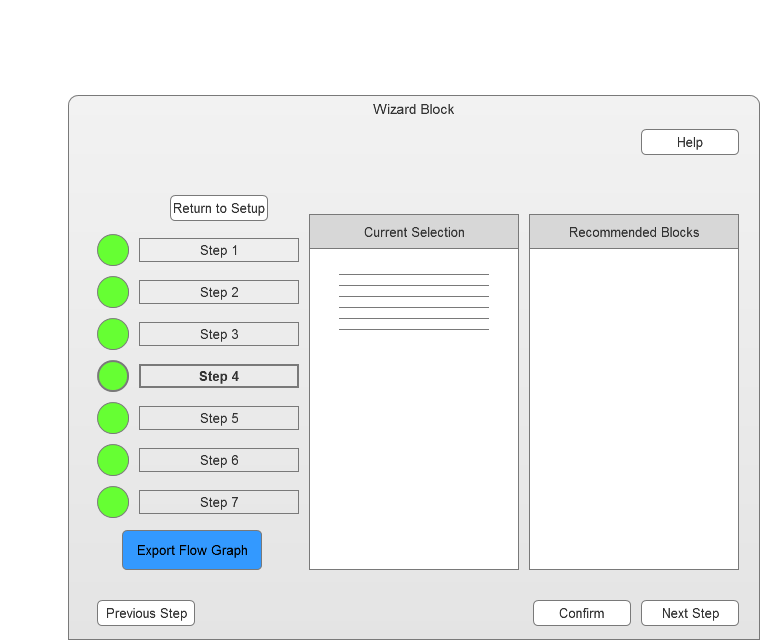 Wizard Block
Help
Return to Setup
Current Selection
Recommended Blocks
Step 1
Step 2
Step 3
Step 4
Step 5
Step 6
Step 7
Export Flow Graph
Previous Step
Confirm
Next Step